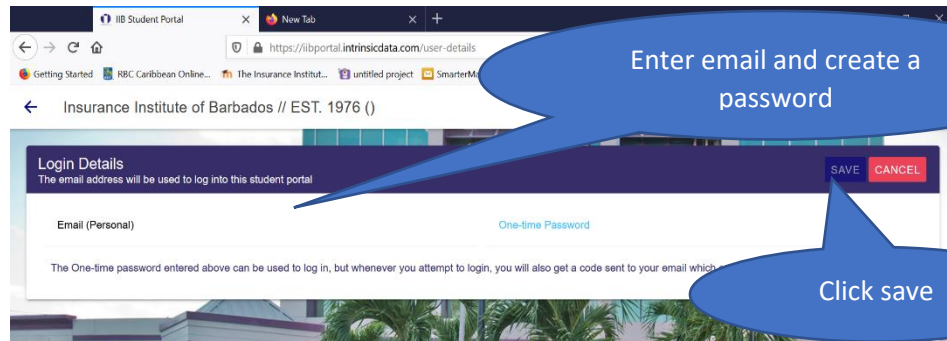 IIB Student Portal
New Tab
https://iibportal.intrinsicdata.com/user-details
Getting Started RBC Caribbean Online... The Insurance Institut... untitled project
Enter email and create a
password
Insurance Institute of Barbados // EST. 1976 ()
Login Details
The email address will be used to log into this student portal
SAVE CANCEL
Email (Personal) One-time Password
The One-time password entered above can be used to log in, but whenever you attempt to login, you will also get a code sent to your email which
Click save